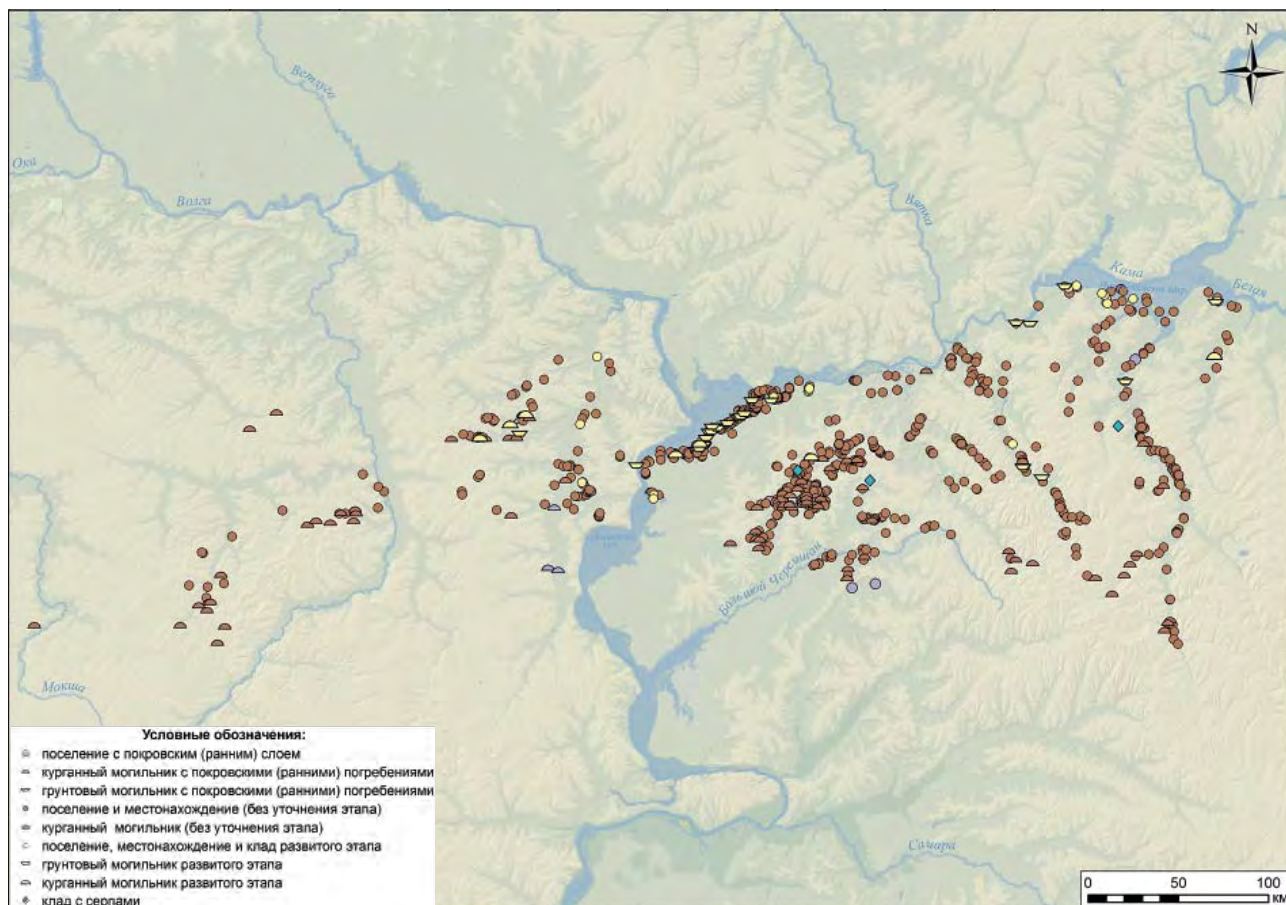 N
Ветлуга
Ока
Волга
Вятка
Кама
Белая
Большой Черемшан
Мокша
Самара
Условные обозначения:
поселение с покровским (ранним) слоем
курганный могильник с покровскими (ранними) погребениями
грунтовый могильник с покровскими (ранними) погребениями
поселение и местонахождение (без уточнения этапа)
курганный могильник (без уточнения этапа)
поселение, местонахождение и клад развитого этапа
грунтовый могильник развитого этапа
курганный могильник развитого этапа
клад с серпами
0 50 100
км